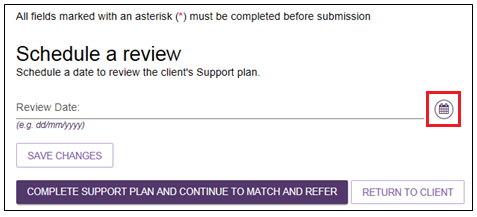 All fields marked with an asterisk (*) must be completed before submission
Schedule a review
Schedule a date to review the client's Support plan.
Review Date:
(e.g. dd/mm/yyyy)
SAVE CHANGES
COMPLETE SUPPORT PLAN AND CONTINUE TO MATCH AND REFER
RETURN TO CLIENT